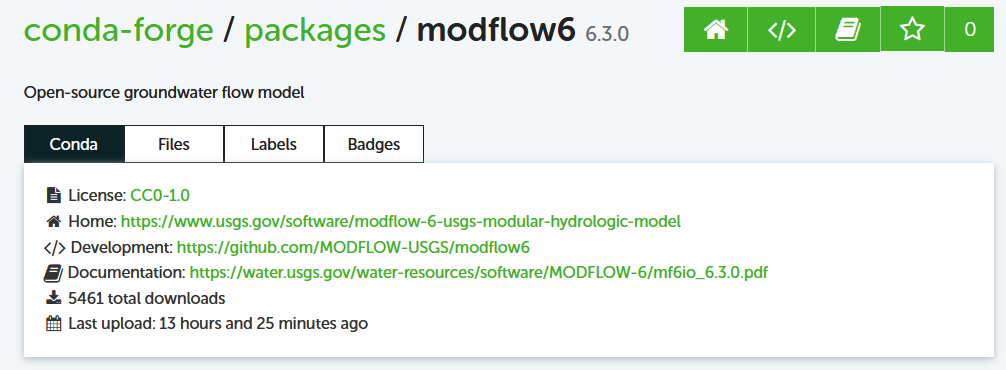 conda-forge / packages / modflow6 6.3.0
0
Open-source groundwater flow model
Conda Files Labels Badges
License: CC0-1.0
Home: https://www.usgs.gov/software/modflow-6-usgs-modular-hydrologic-model
</> Development: https://github.com/MODFLOW-USGS/modflow6
Documentation: https://water.usgs.gov/water-resources/software/MODFLOW-6/mf6io_6.3.0.pdf
5461 total downloads
Last upload: 13 hours and 25 minutes ago